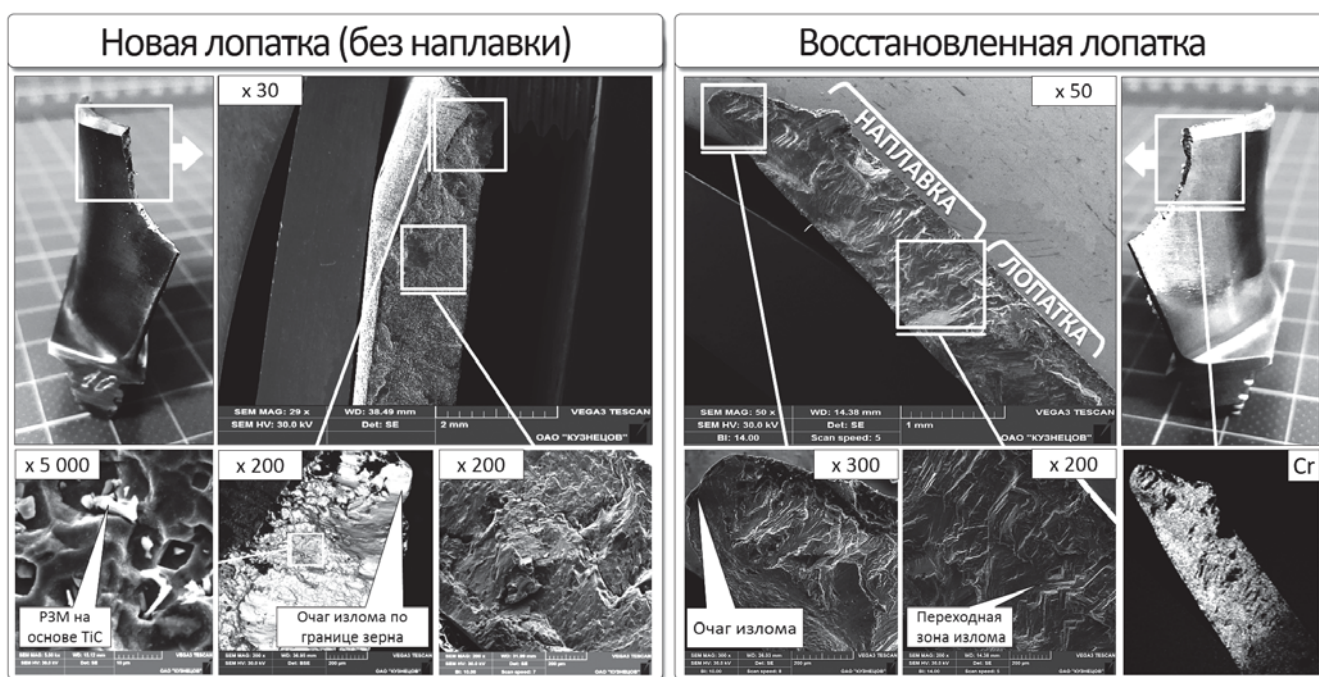 Новая лопатка (без наплавки)
Восстановленная лопатка
x 30
SEM MAG: 29 x
WD: 38.49 mm
VEGA3 TESCAN
SEM HV: 30.0 kV
Det: SE
2 mm
ОАО "КУЗНЕЦОВ"
x 50
НАПЛАВКА
ЛОПАТКА
SEM MAG: 50 x
WD: 14.38 mm
VEGA3 TESCAN
SEM HV: 30.0 kV
Det: SE
1 mm
BI: 14.00
Scan speed: 5
ОАО "КУЗНЕЦОВ"
x 5 000
РЗМ на
основе TiC
x 200
Очаг излома по
границе зерна
x 200
x 300
Очаг излома
x 200
Переходная
зона излома
Cr